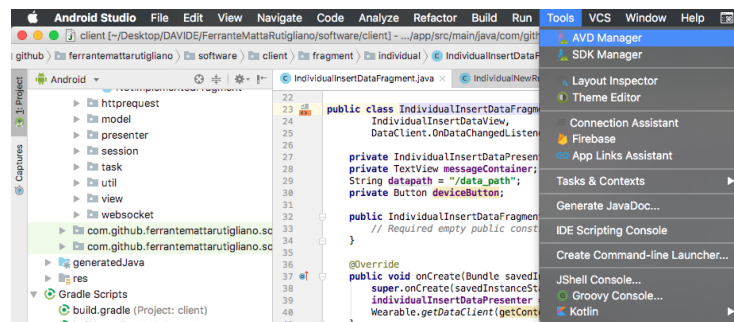 Android Studio File Edit View Navigate Code Analyze Refactor Build Run Tools VCS Window Help
client [~/Desktop/DAVIDE/FerranteMattaRutigliano/software/client] - .../app/src/main/java/com/gith
github ferrantemattarutigliano software client fragment individual IndividualInsertDataF
Android
IndividualInsertDataFragment.java
IndividualNewRu
1: Project
Captures
httprequest
model
presenter
session
task
util
view
websocket
com.github.ferrantemattarutigliano.so
com.github.ferrantemattarutigliano.so
generatedJava
res
Gradle Scripts
build.gradle (Project: client)
22
23 public class IndividualInsertDataFragme
24 IndividualInsertDataView,
25 DataClient.OnDataChangedListene
26
27 private IndividualInsertDataPresen
28 private TextView messageContainer;
29 String datapath = "/data_path";
30 private Button deviceButton;
31
32 public IndividualInsertDataFragment
33 // Required empty public const
34 }
35
36 @Override
37 public void onCreate(Bundle savedI
38 super.onCreate(savedInstanceSta
39 individualInsertDataPresenter =
40 Wearable.getDataClient(getConte
AVD Manager
SDK Manager
Layout Inspector
Theme Editor
Connection Assistant
Firebase
App Links Assistant
Tasks & Contexts
Generate JavaDoc...
IDE Scripting Console
Create Command-line Launcher...
JShell Console...
Groovy Console...
Kotlin